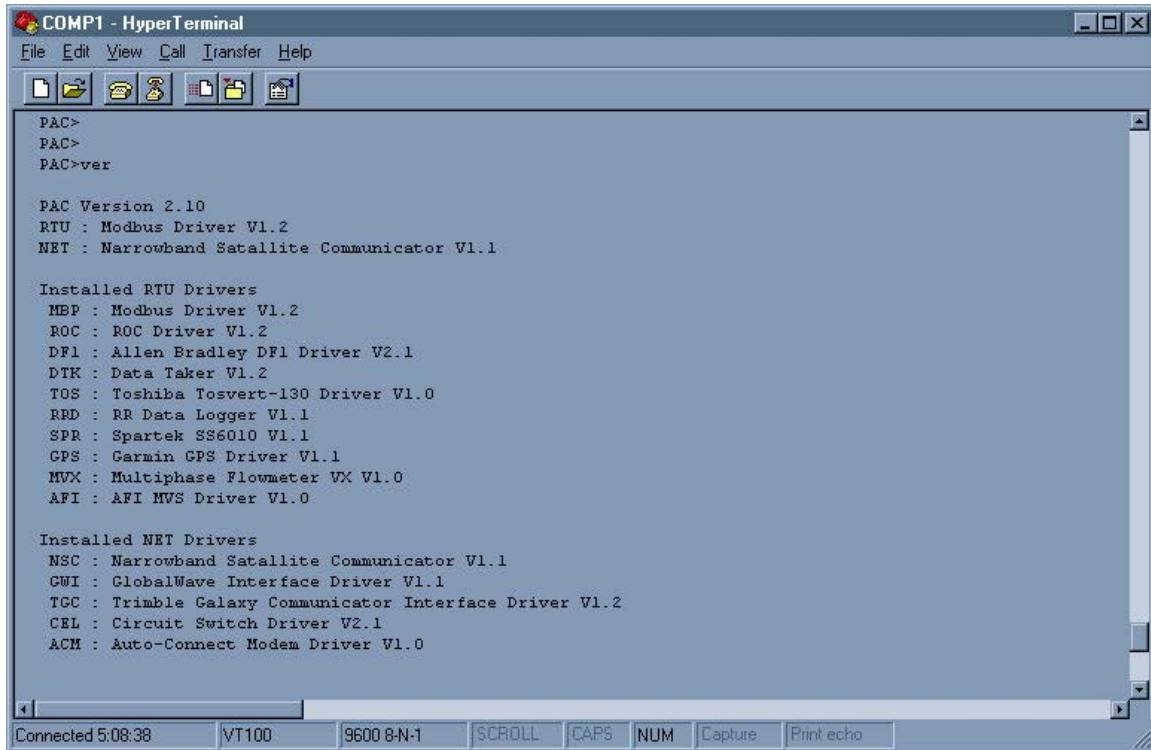 COMP1 - HyperTerminal
File Edit View Call Transfer Help
PAC>
PAC>
PAC>ver
PAC Version 2.10
RTU : Modbus Driver V1.2
NET : Narrowband Satallite Communicator V1.1
Installed RTU Drivers
MBP : Modbus Driver V1.2
ROC : ROC Driver V1.2
DF1 : Allen Bradley DF1 Driver V2.1
DTK : Data Taker V1.2
TOS : Toshiba Tosvert-130 Driver V1.0
RRD : RR Data Logger V1.1
SPR : Spartek SS6010 V1.1
GPS : Garmin GPS Driver V1.1
MVX : Multiphase Flowmeter VX V1.0
AFI : AFI MVS Driver V1.0
Installed NET Drivers
NSC : Narrowband Satallite Communicator V1.1
GWI : GlobalWave Interface Driver V1.1
TGC : Trimble Galaxy Communicator Interface Driver V1.2
CEL : Circuit Switch Driver V2.1
ACM : Auto-Connect Modem Driver V1.0
Connected 5:08:38 VT100 9600 8-N-1 SCROLL CAPS NUM Capture Print echo